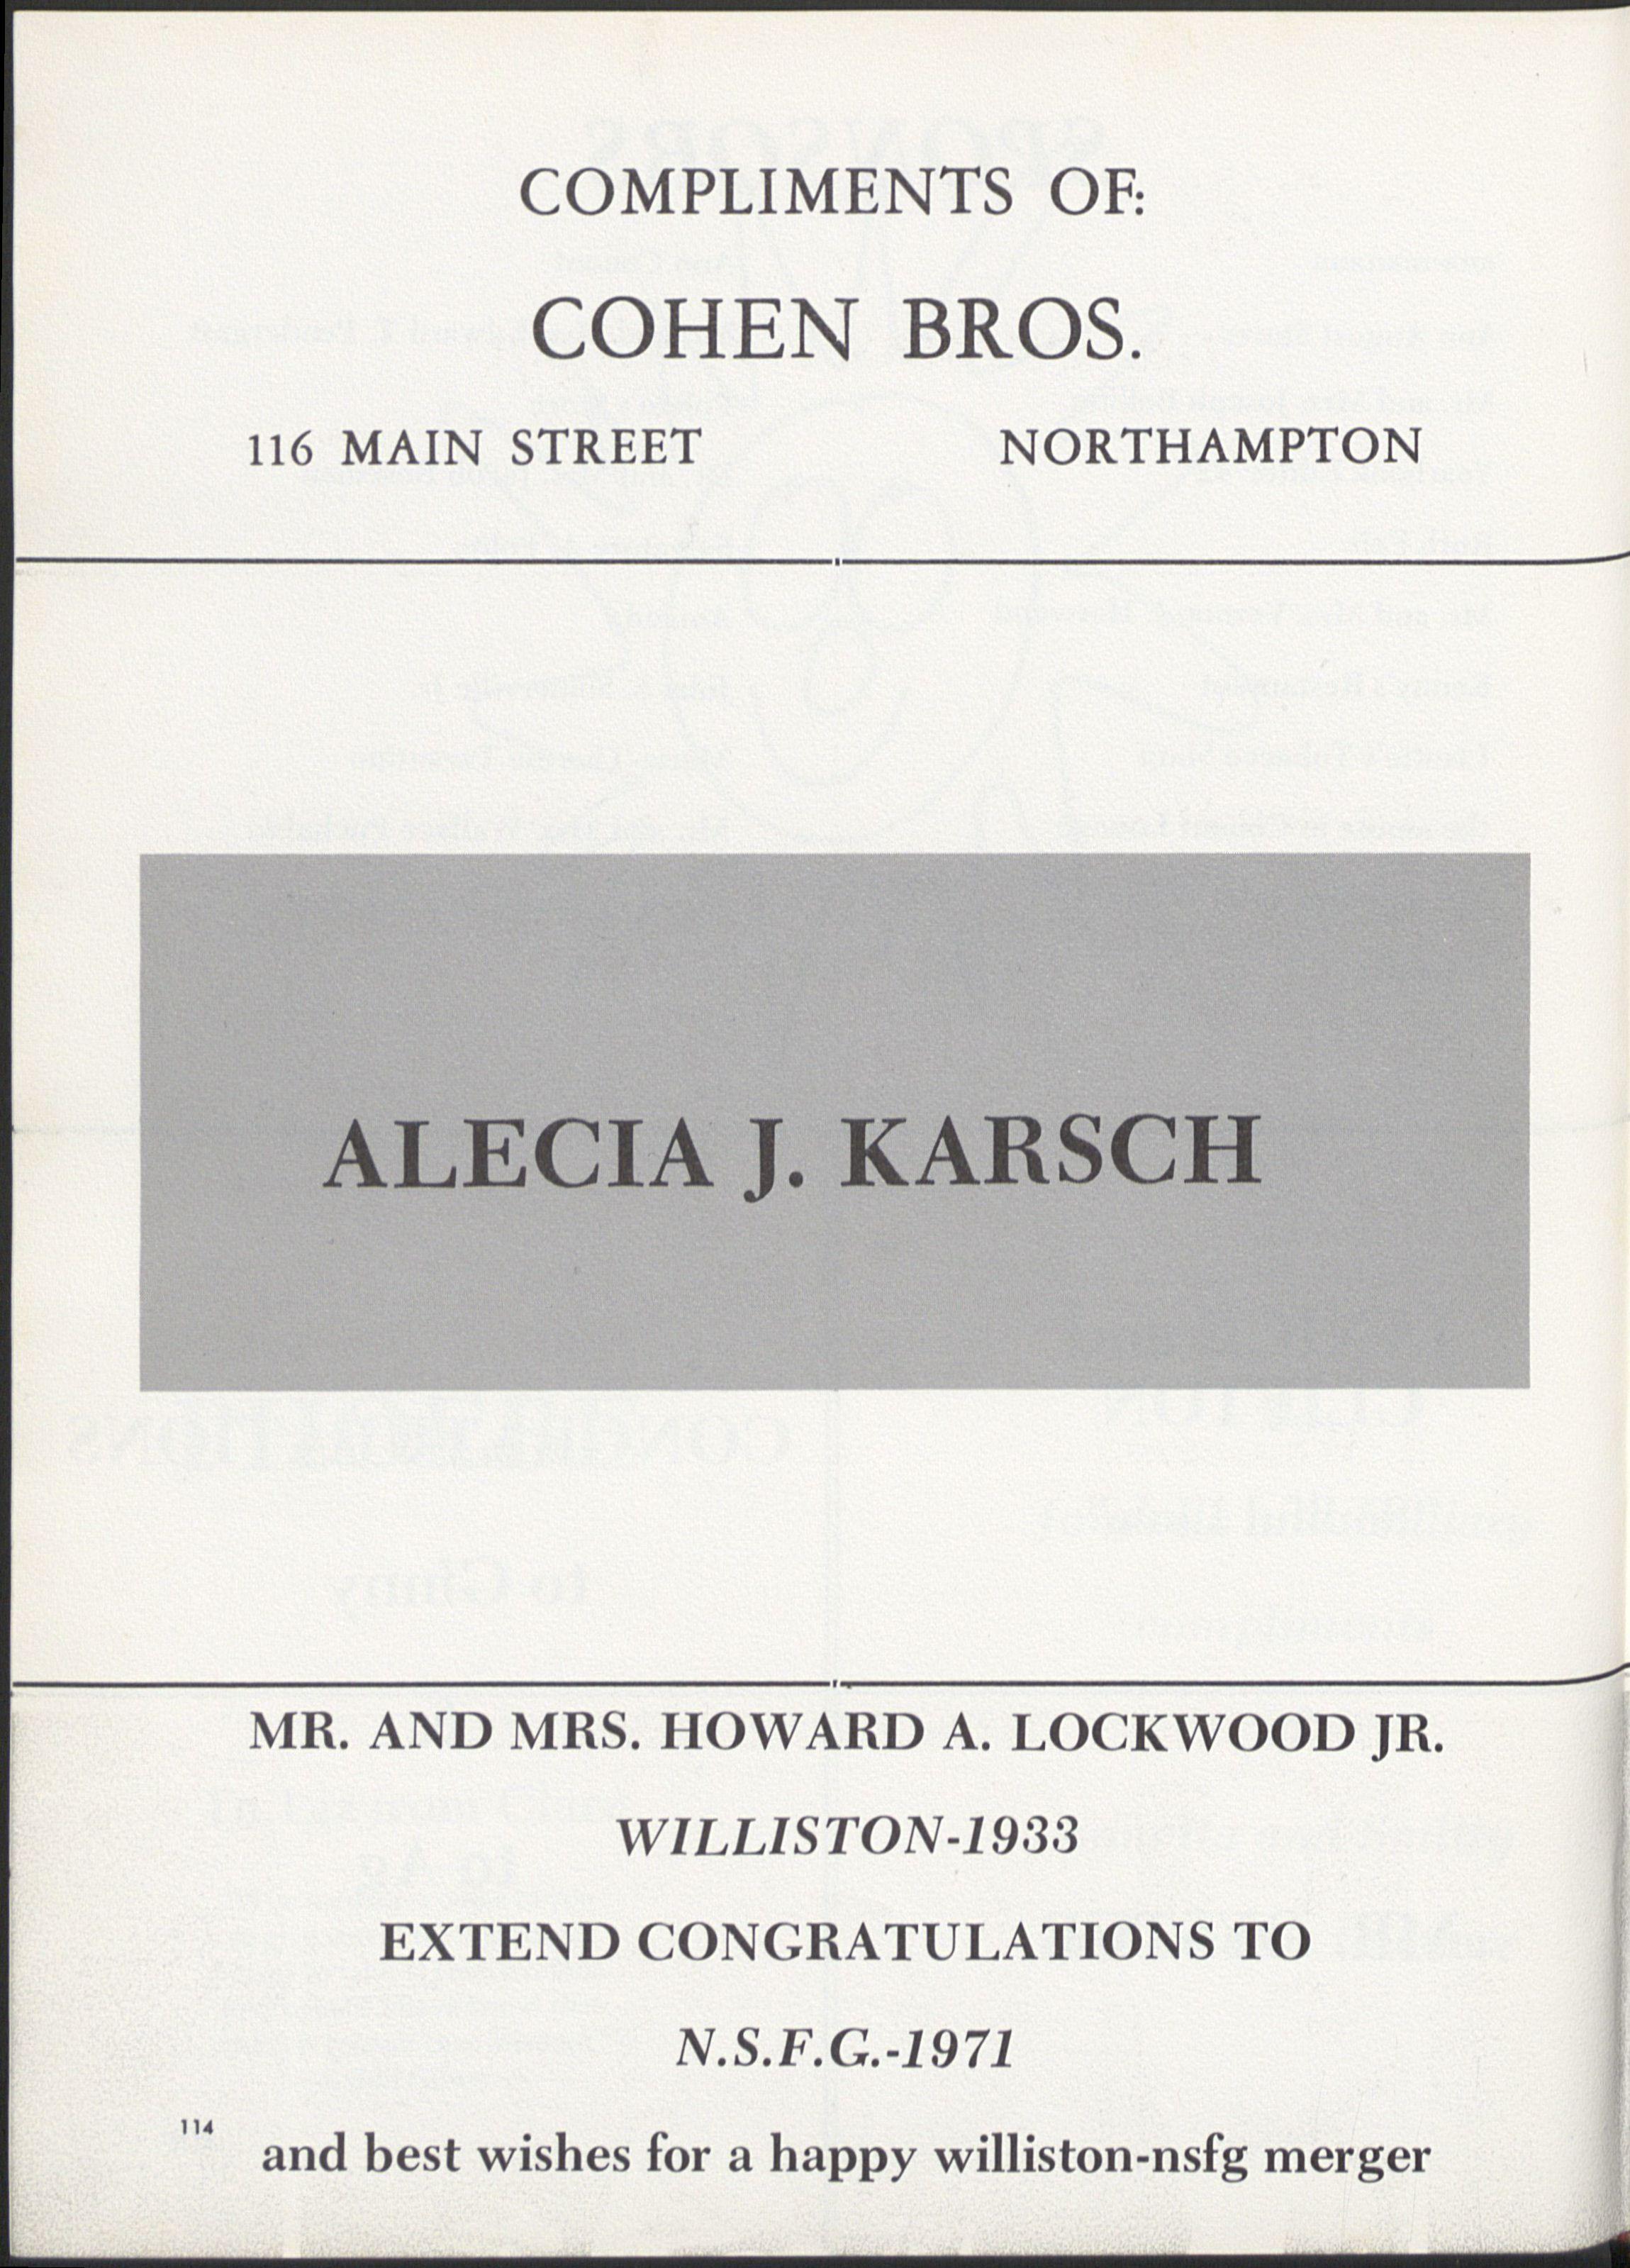 COMPLIMENTS OF:
COHEN BROS.
116 MAIN STREET NORTHAMPTON
ALECIA J. KARSCH
MR. AND MRS. HOWARD A. LOCKWOOD JR.
WILLISTON-1933
EXTEND CONGRATULATIONS TO
N.S.F.G.-1971
114
and best wishes for a happy williston-nsfg merger